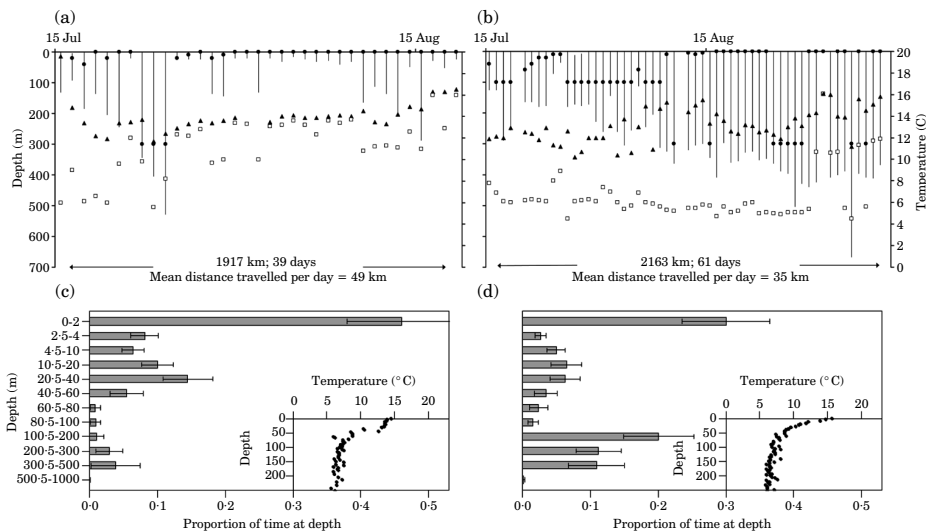 (a)
(b)
15 Jul
15 Aug
15 Jul
15 Aug
0
100
200
300
400
500
600
700
Depth (m)
20
18
16
14
12
10
8
6
4
2
0
Temperature (C)
1917 km; 39 days
Mean distance travelled per day = 49 km
2163 km; 61 days
Mean distance travelled per day = 35 km
(c)
(d)
Depth (m)
0-2
2·5-4
4·5-10
10·5-20
20·5-40
40·5-60
60·5-80
80·5-100
100·5-200
200·5-300
300·5-500
500·5-1000
Temperature (°C)
0 5 10 15 20
Depth
0
50
100
150
200
0·0 0·1 0·2 0·3 0·4 0·5
Proportion of time at depth
Temperature (°C)
0 5 10 15 20
Depth
0
50
100
150
200
0·0 0·1 0·2 0·3 0·4 0·5
Proportion of time at depth